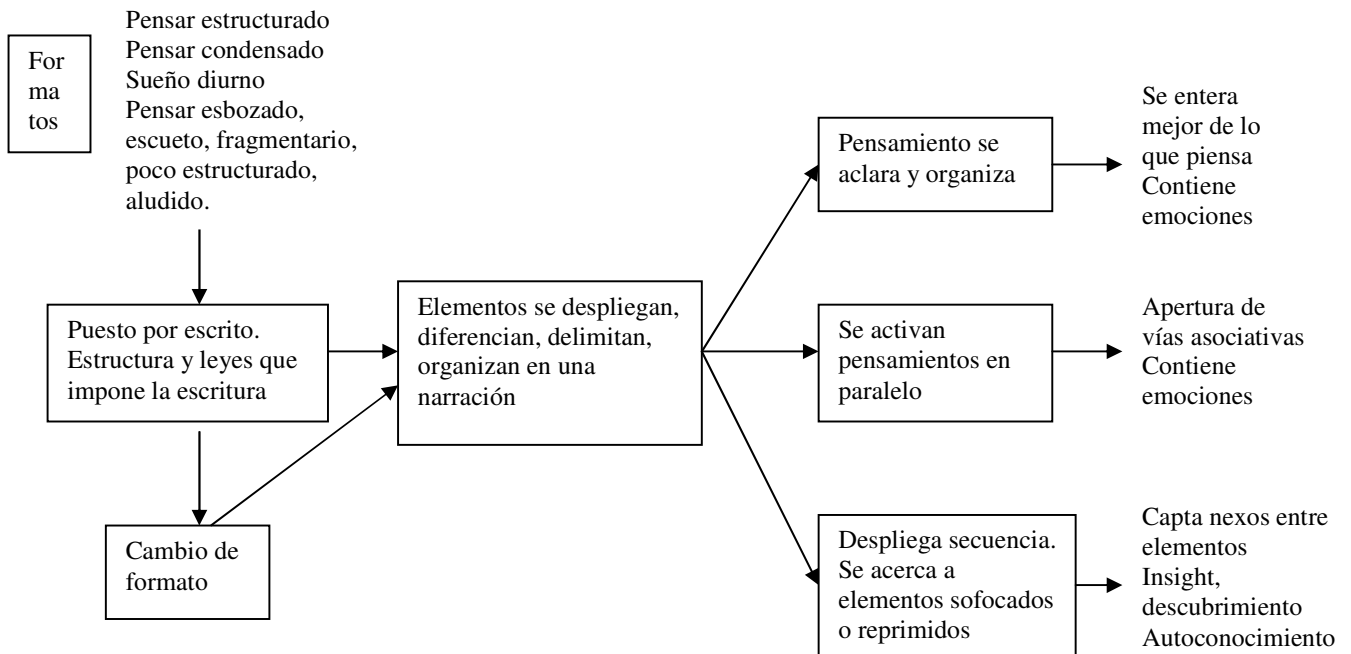 For
ma
tos
Pensar estructurado
Pensar condensado
Sueño diurno
Pensar esbozado,
escueto, fragmentario,
poco estructurado,
aludido.
Puesto por escrito.
Estructura y leyes que
impone la escritura
Cambio de
formato
Elementos se despliegan,
diferencian, delimitan,
organizan en una
narración
Pensamiento se
aclara y organiza
Se entera
mejor de lo
que piensa
Contiene
emociones
Se activan
pensamientos en
paralelo
Apertura de
vías asociativas
Contiene
emociones
Despliega secuencia.
Se acerca a
elementos sofocados
o reprimidos
Capta nexos entre
elementos
Insight,
descubrimiento
Autoconocimiento